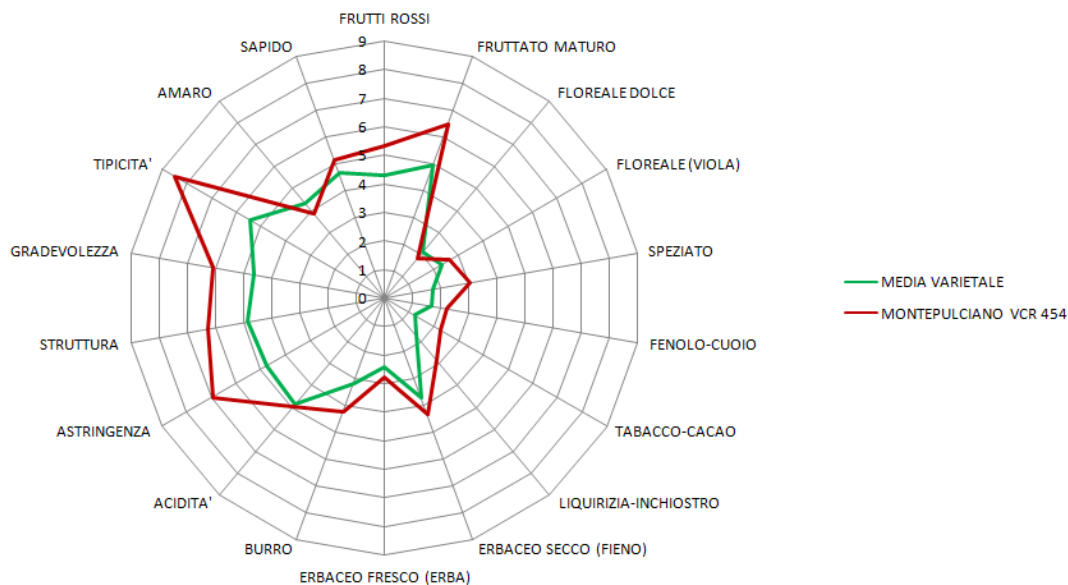 FRUTTI ROSSI
FRUTTATO MATURO
FLOREALE DOLCE
FLOREALE (VIOLA)
SPEZIATO
FENOLO-CUOIO
TABACCO-CACAO
LIQUIRIZIA-INCHIOSTRO
ERBACEO SECCO (FIENO)
ERBACEO FRESCO (ERBA)
BURRO
ACIDITA'
ASTRINGENZA
STRUTTURA
GRADEVOLEZZA
TIPICITA'
AMARO
SAPIDO
9
8
7
6
5
4
3
2
1
0
MEDIA VARIETALE
MONTEPULCIANO VCR 454